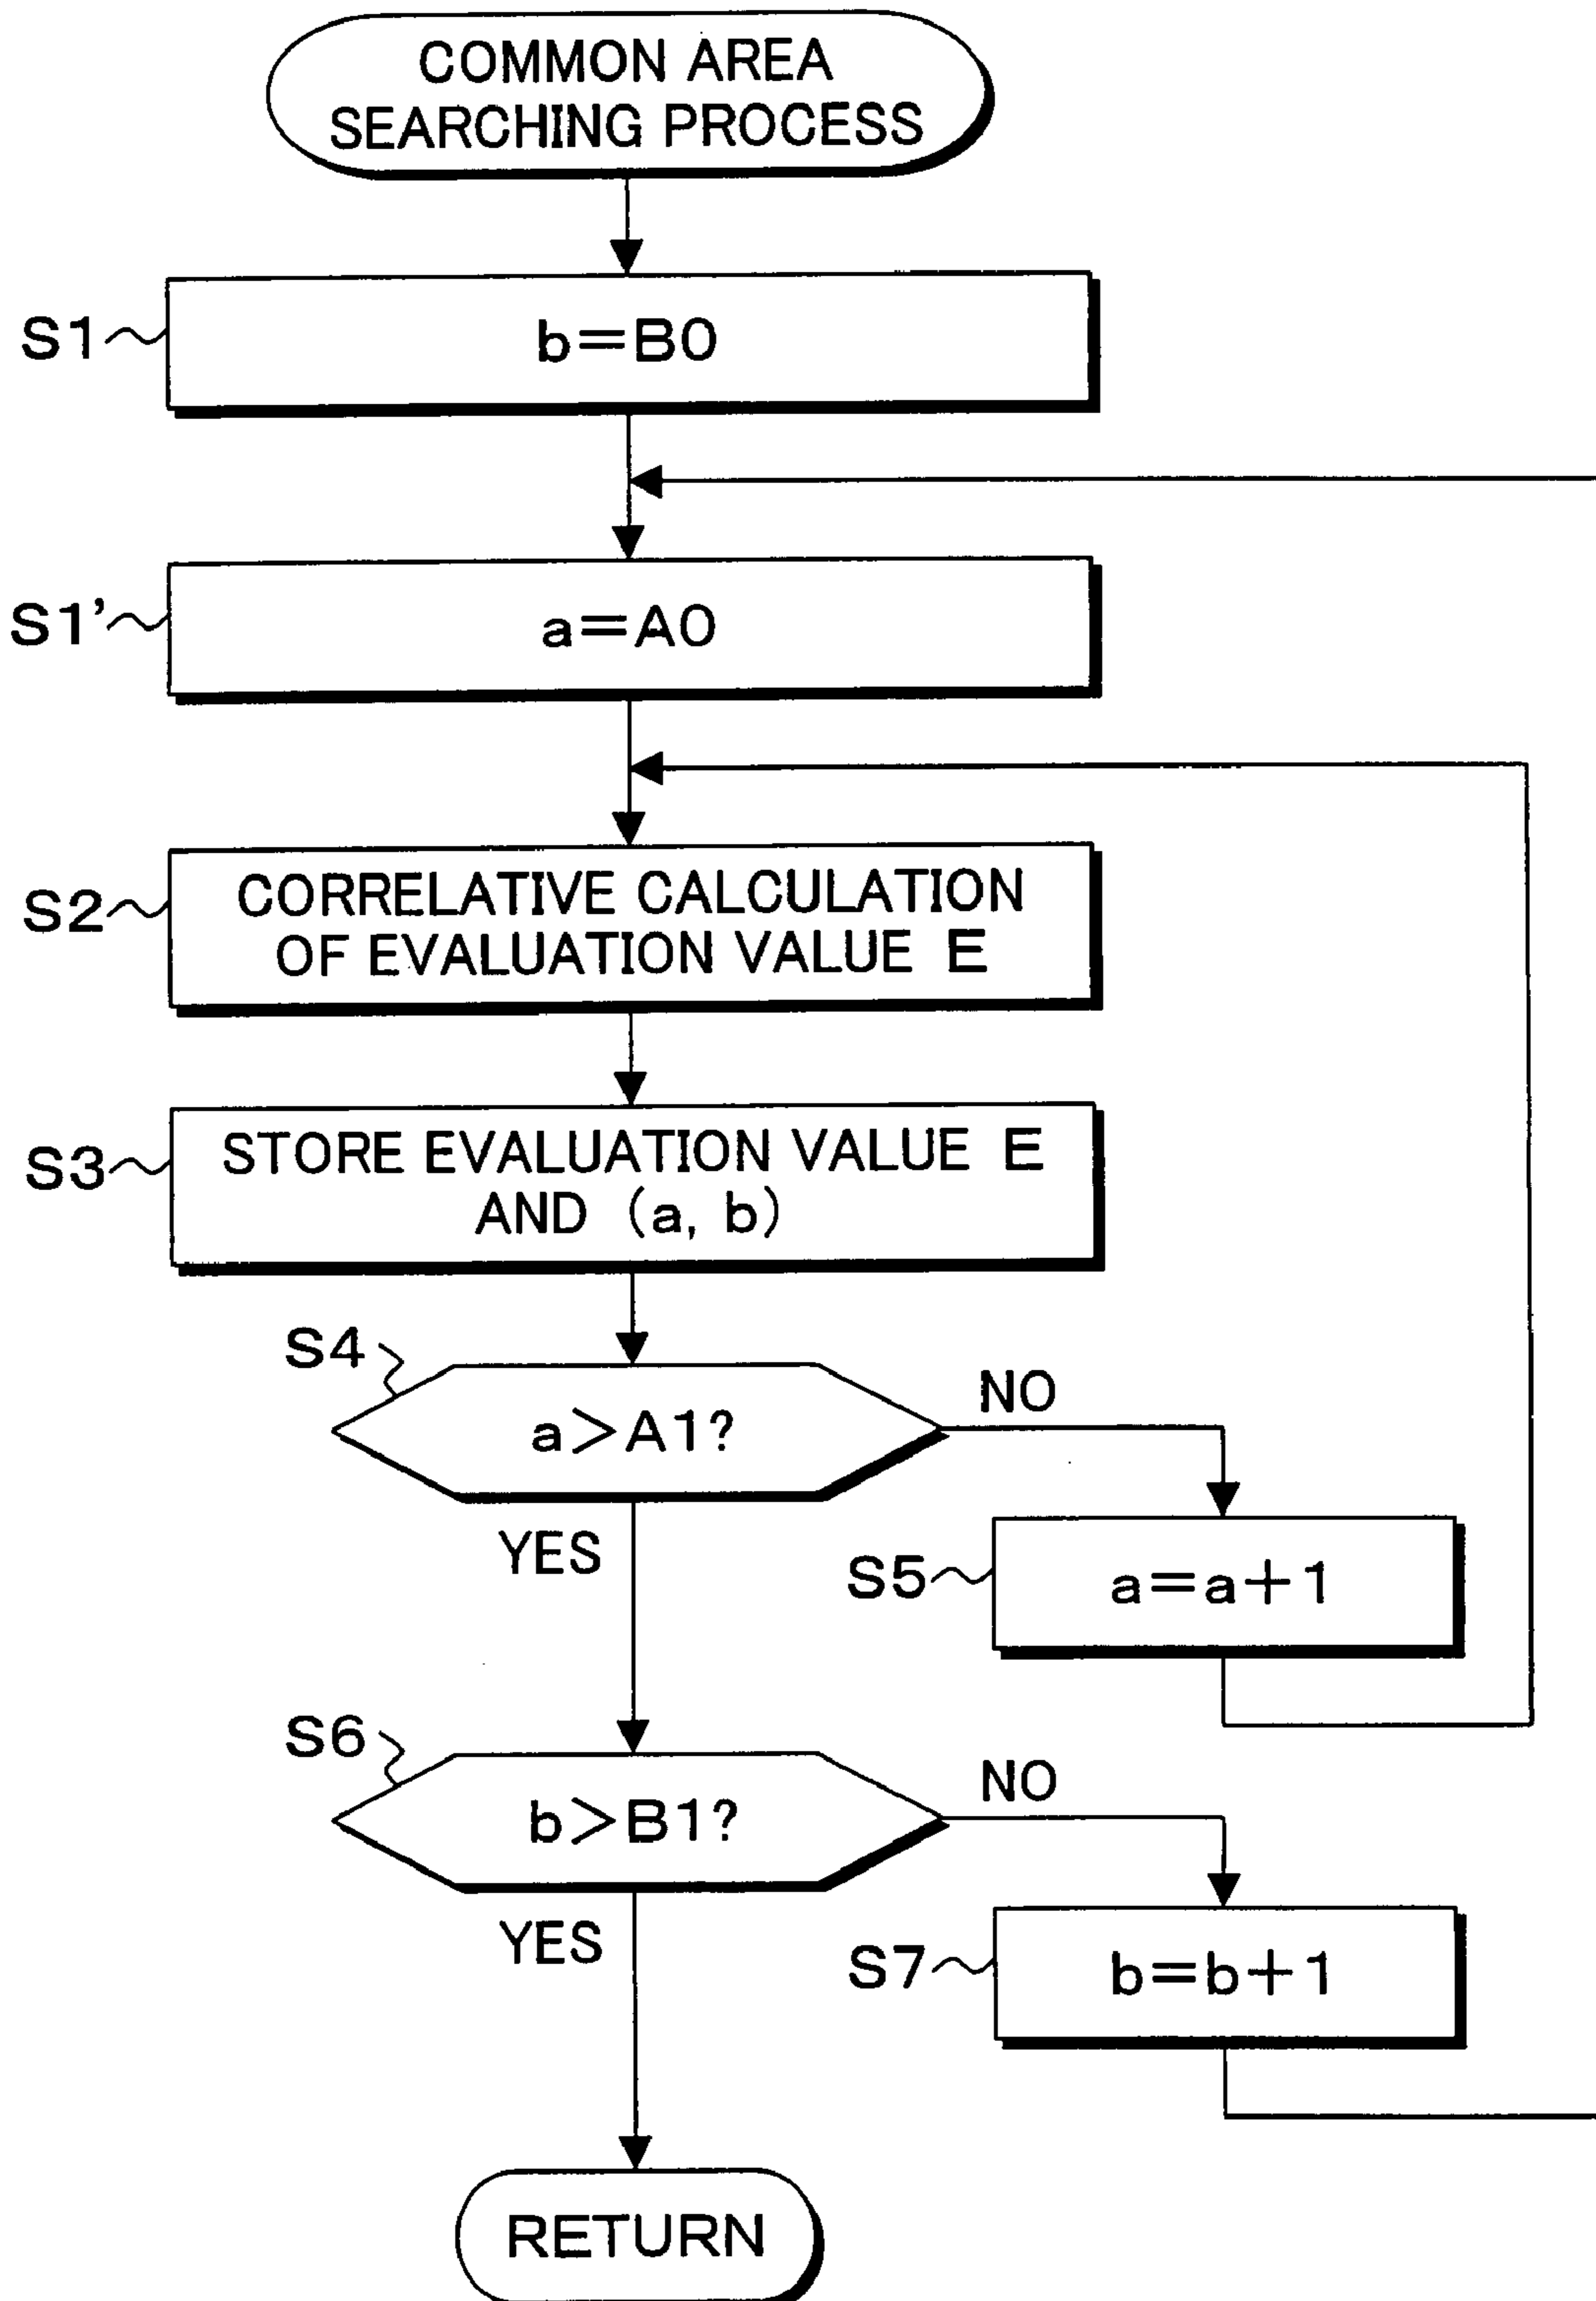 COMMON AREA
SEARCHING PROCESS
S1
b=B0
S1'
a=A0
S2
CORRELATIVE CALCULATION
OF EVALUATION VALUE E
S3
STORE EVALUATION VALUE E
AND (a, b)
S4
a>A1?
NO
YES
S5
a=a+1
S6
b>B1?
NO
YES
S7
b=b+1
RETURN